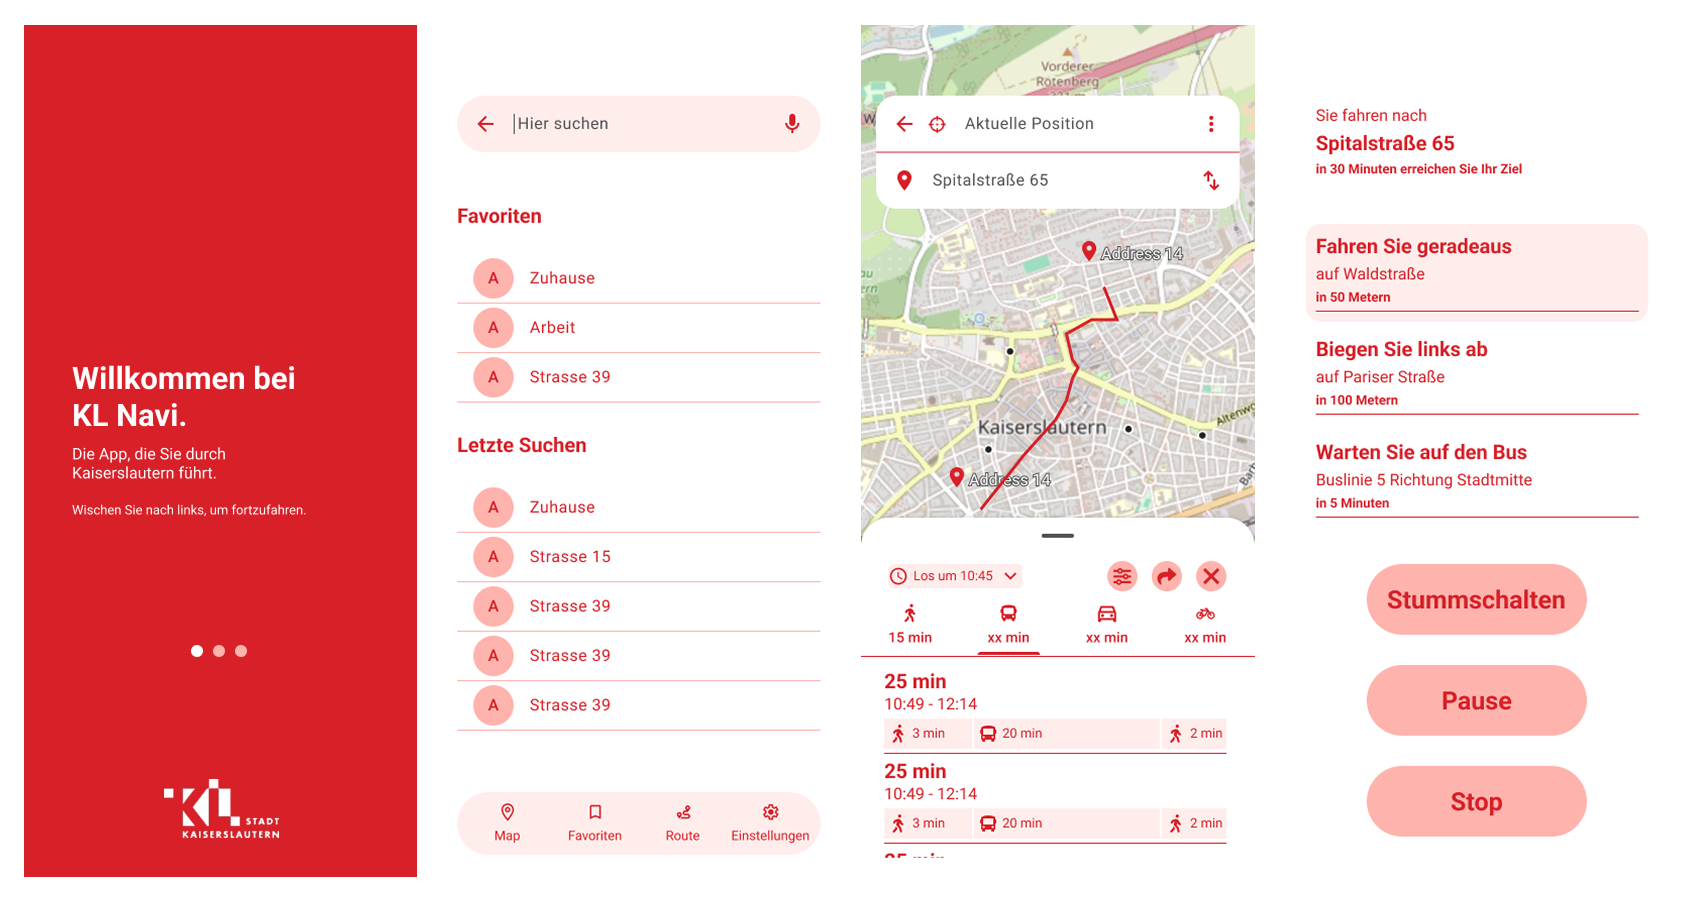 Willkommen bei
KL Navi.
Die App, die Sie durch
Kaiserslautern führt.
Wischen Sie nach links, um fortzufahren.
KL STADT
KAISERSLAUTERN
Hier suchen
Favoriten
A Zuhause
A Arbeit
A Strasse 39
Letzte Suchen
A Zuhause
A Strasse 15
A Strasse 39
A Strasse 39
A Strasse 39
Map Favoriten Route Einstellungen
Vorderer
Rotenberg
Aktuelle Position
Spitalstraße 65
Address 14
Kaiserslautern
Altenwo
Address 14
Barb
Los um 10:45
15 min xx min xx min xx min
25 min
10:49 - 12:14
3 min 20 min 2 min
25 min
10:49 - 12:14
3 min 20 min 2 min
Sie fahren nach
Spitalstraße 65
in 30 Minuten erreichen Sie Ihr Ziel
Fahren Sie geradeaus
auf Waldstraße
in 50 Metern
Biegen Sie links ab
auf Pariser Straße
in 100 Metern
Warten Sie auf den Bus
Buslinie 5 Richtung Stadtmitte
in 5 Minuten
Stummschalten
Pause
Stop